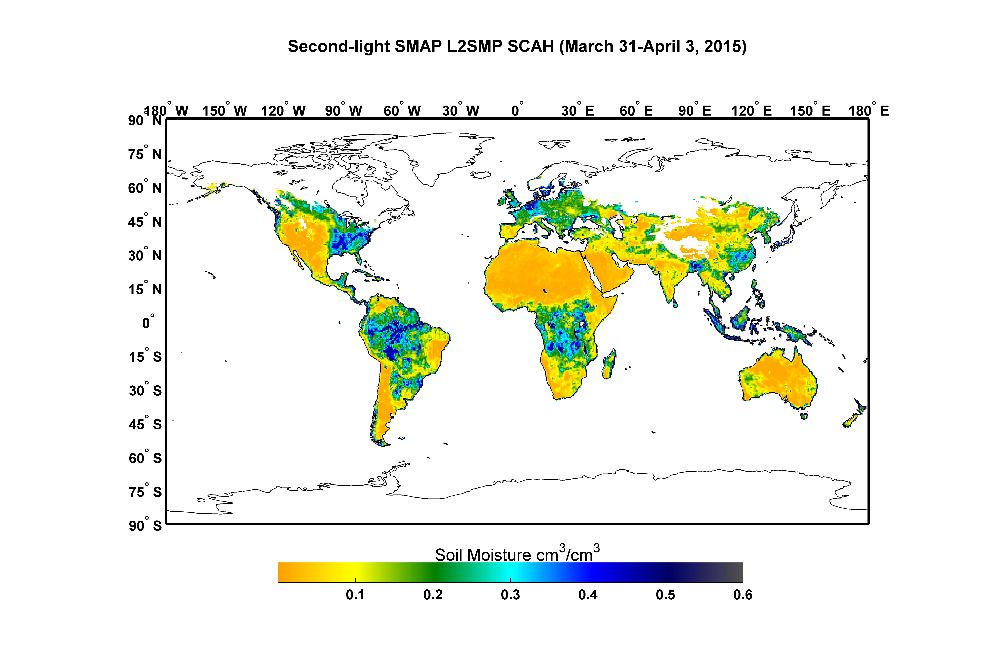 Second-light SMAP L2SMP SCAH (March 31-April 3, 2015)
180° W 150° W 120° W 90° W 60° W 30° W 0° 30° E 60° E 90° E 120° E 150° E 180° E
90° N
75° N
60° N
45° N
30° N
15° N
0°
15° S
30° S
45° S
60° S
75° S
90° S
Soil Moisture cm³/cm³
0.1 0.2 0.3 0.4 0.5 0.6